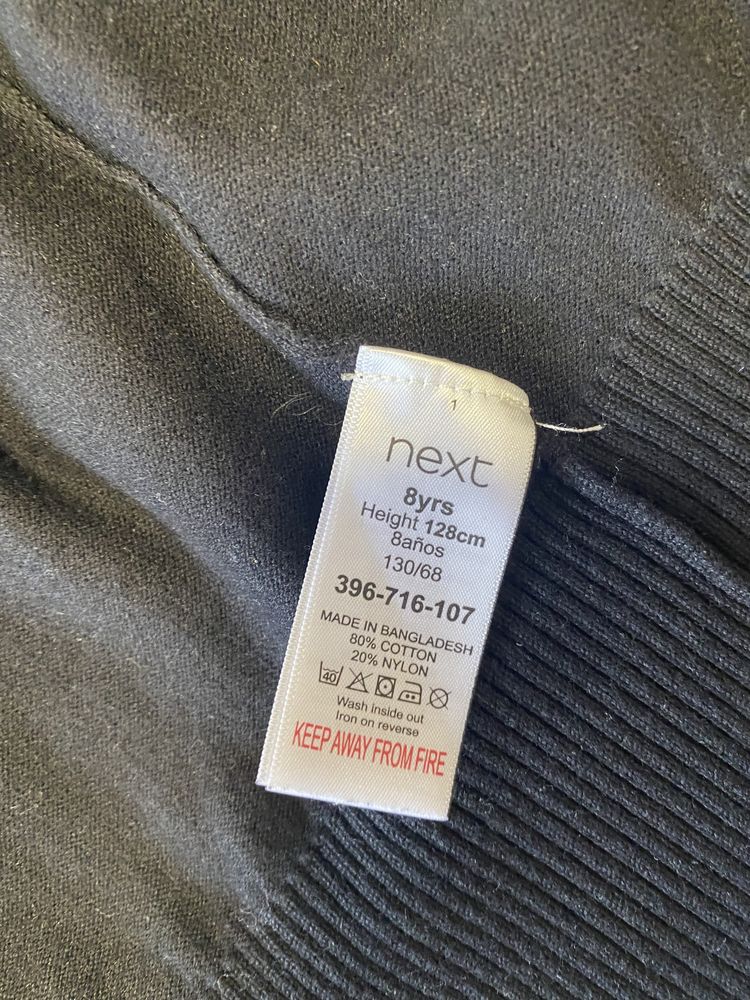 1
next
8yrs
Height 128cm
8años
130/68
396-716-107
MADE IN BANGLADESH
80% COTTON
20% NYLON
40
Wash inside out
Iron on reverse
KEEP AWAY FROM FIRE